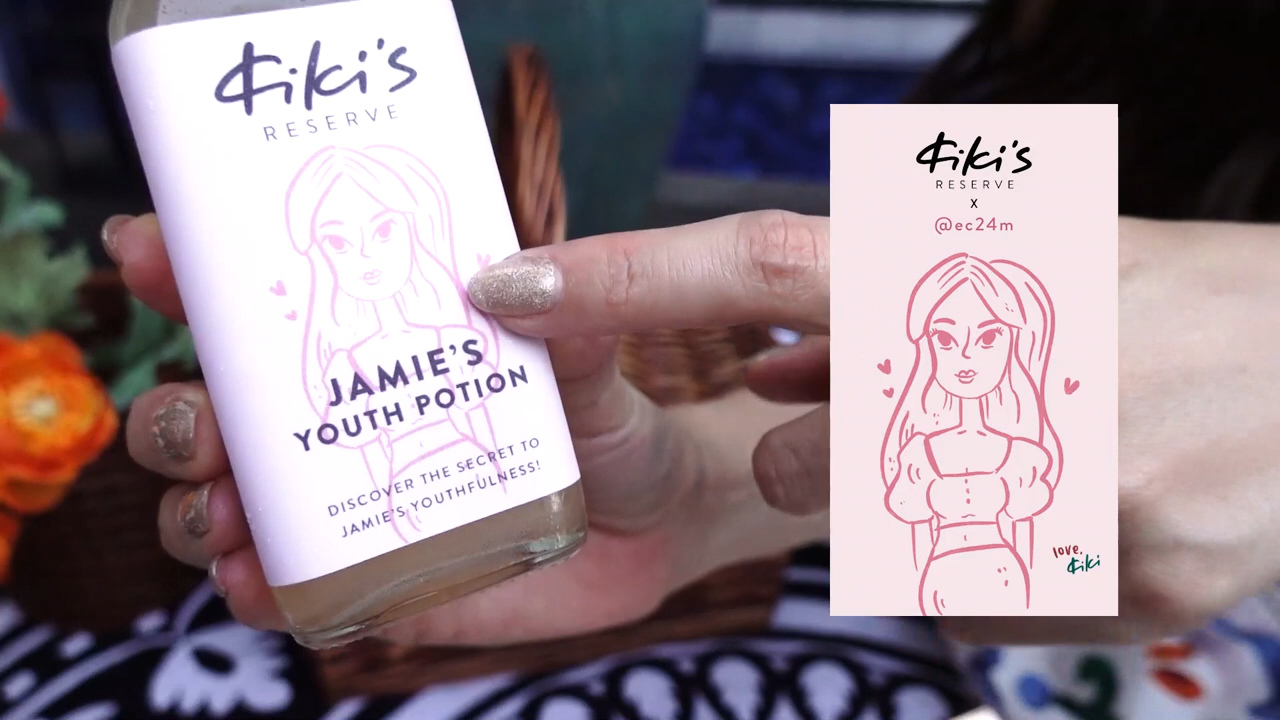 Kiki's
RESERVE
JAMIE'S
YOUTH POTION
DISCOVER THE SECRET TO
JAMIE'S YOUTHFULNESS!
Kiki's
RESERVE
X
@ec24m
love,
Kiki